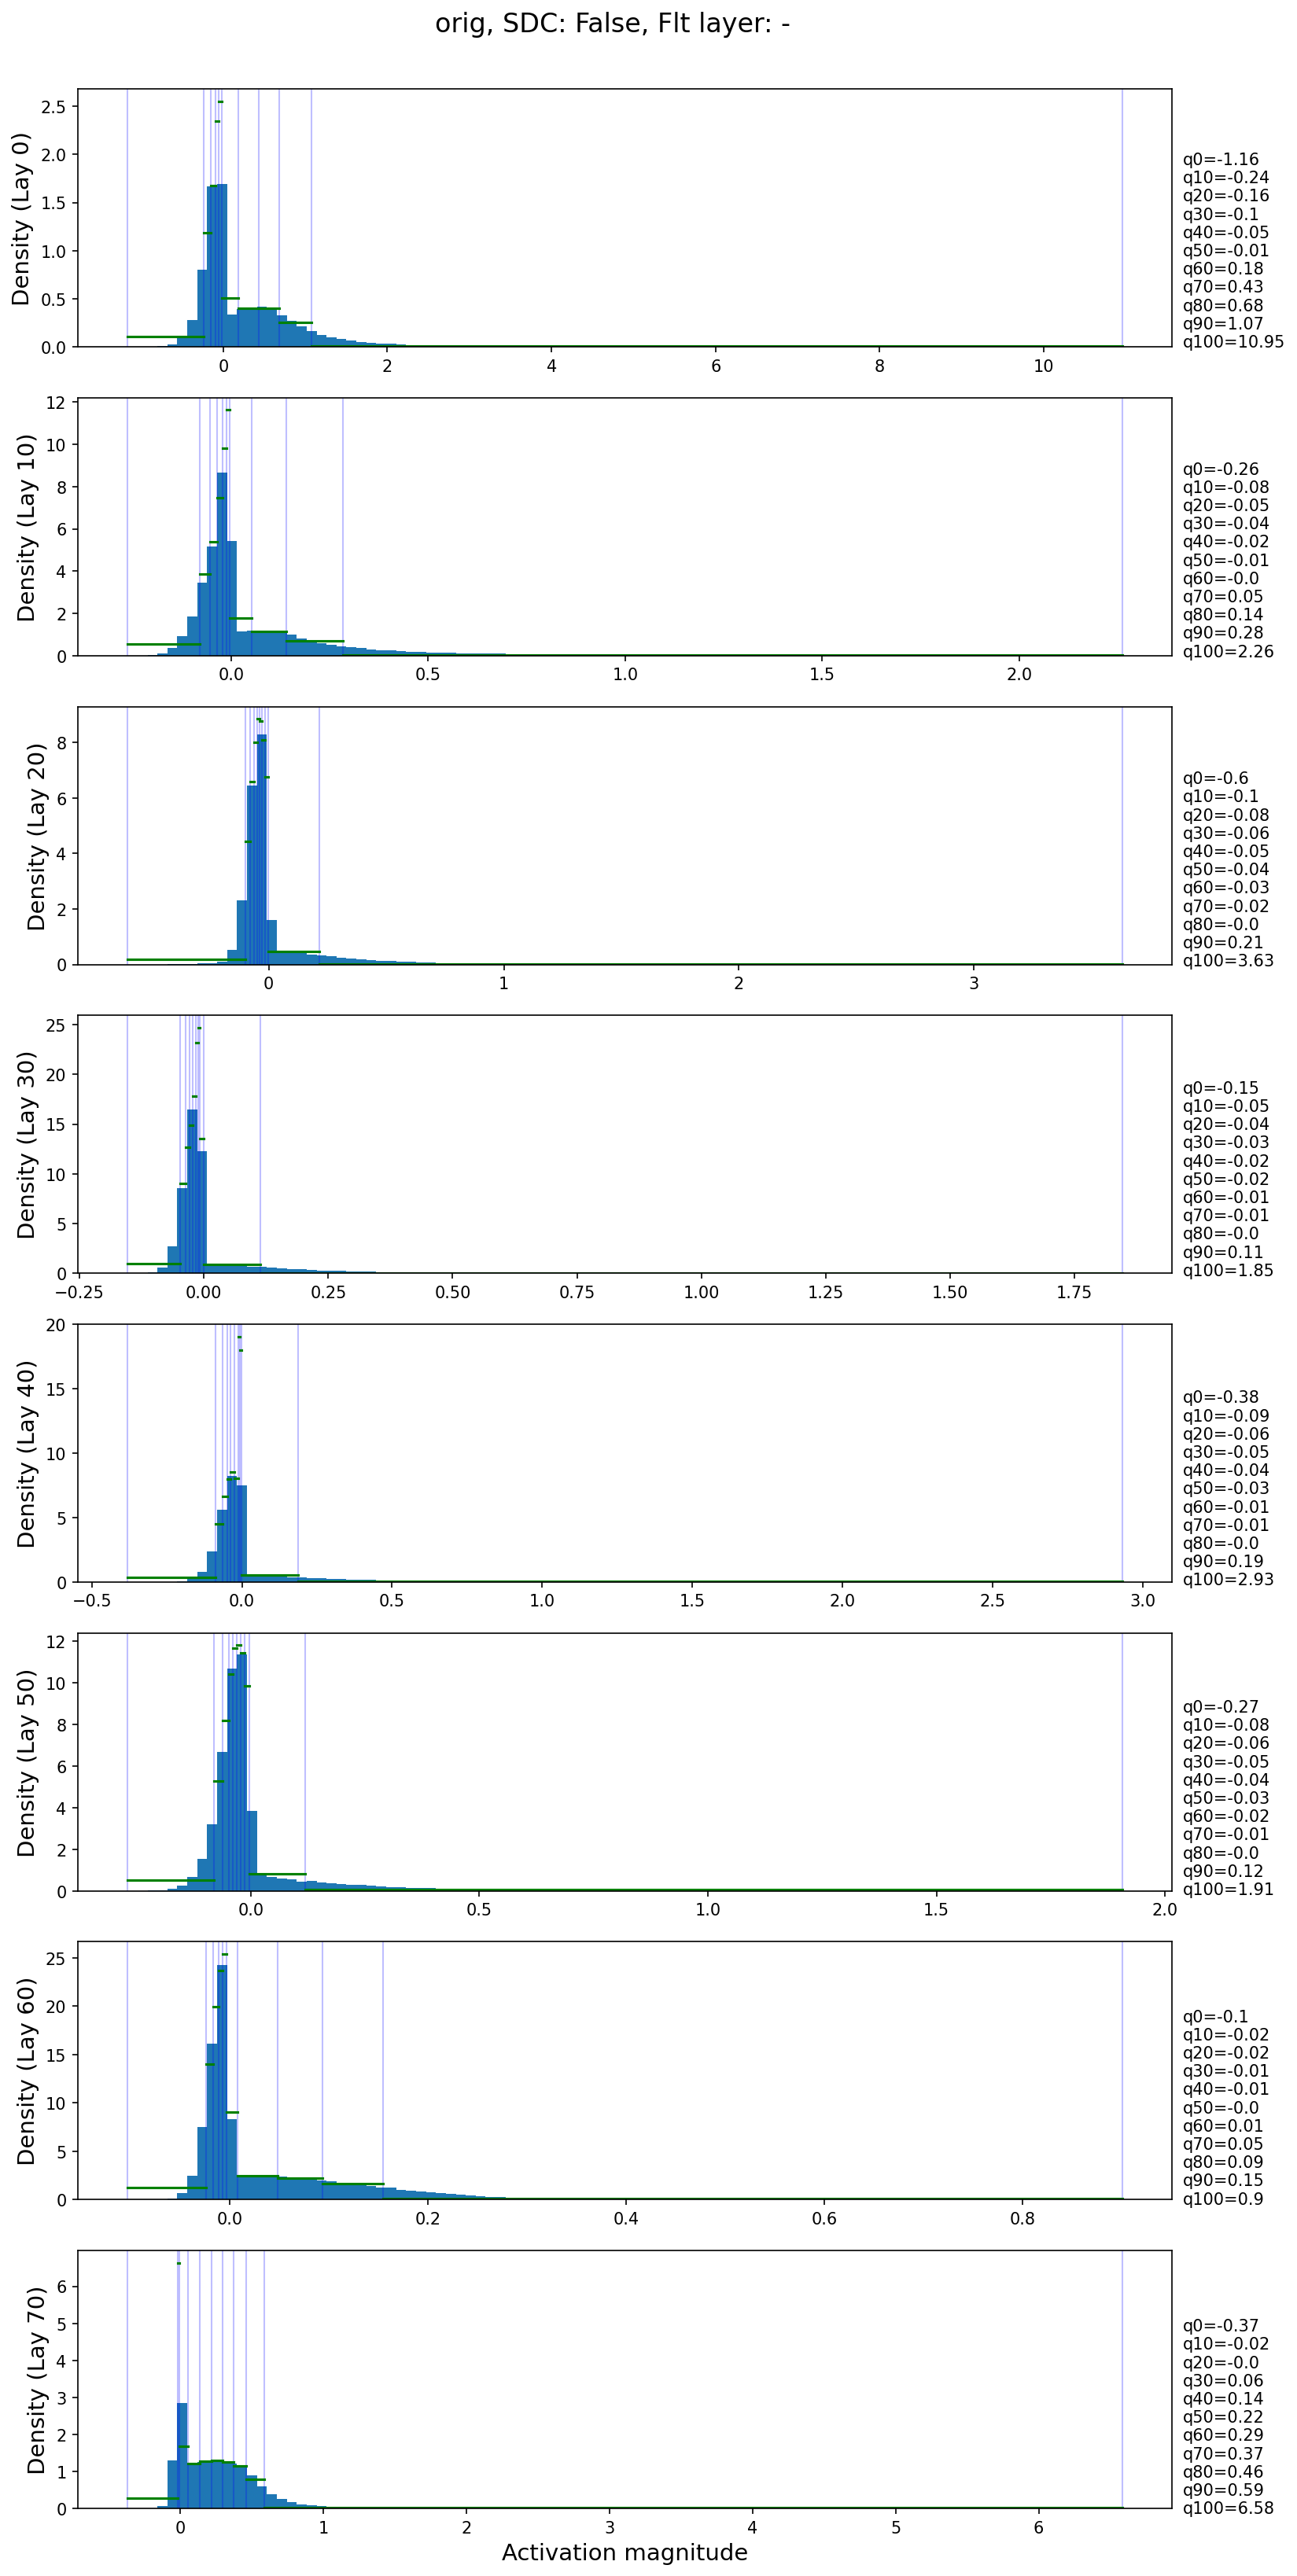 orig, SDC: False, Flt layer: -
Density (Lay 0)
2.5
2.0
1.5
1.0
0.5
0.0
0 2 4 6 8 10
q0=-1.16
q10=-0.24
q20=-0.16
q30=-0.1
q40=-0.05
q50=-0.01
q60=0.18
q70=0.43
q80=0.68
q90=1.07
q100=10.95
Density (Lay 10)
12
10
8
6
4
2
0
0.0 0.5 1.0 1.5 2.0
q0=-0.26
q10=-0.08
q20=-0.05
q30=-0.04
q40=-0.02
q50=-0.01
q60=-0.0
q70=0.05
q80=0.14
q90=0.28
q100=2.26
Density (Lay 20)
8
6
4
2
0
0 1 2 3
q0=-0.6
q10=-0.1
q20=-0.08
q30=-0.06
q40=-0.05
q50=-0.04
q60=-0.03
q70=-0.02
q80=-0.0
q90=0.21
q100=3.63
Density (Lay 30)
25
20
15
10
5
0
−0.25 0.00 0.25 0.50 0.75 1.00 1.25 1.50 1.75
q0=-0.15
q10=-0.05
q20=-0.04
q30=-0.03
q40=-0.02
q50=-0.02
q60=-0.01
q70=-0.01
q80=-0.0
q90=0.11
q100=1.85
Density (Lay 40)
20
15
10
5
0
−0.5 0.0 0.5 1.0 1.5 2.0 2.5 3.0
q0=-0.38
q10=-0.09
q20=-0.06
q30=-0.05
q40=-0.04
q50=-0.03
q60=-0.01
q70=-0.01
q80=-0.0
q90=0.19
q100=2.93
Density (Lay 50)
12
10
8
6
4
2
0
0.0 0.5 1.0 1.5 2.0
q0=-0.27
q10=-0.08
q20=-0.06
q30=-0.05
q40=-0.04
q50=-0.03
q60=-0.02
q70=-0.01
q80=-0.0
q90=0.12
q100=1.91
Density (Lay 60)
25
20
15
10
5
0
0.0 0.2 0.4 0.6 0.8
q0=-0.1
q10=-0.02
q20=-0.02
q30=-0.01
q40=-0.01
q50=-0.0
q60=0.01
q70=0.05
q80=0.09
q90=0.15
q100=0.9
Density (Lay 70)
6
5
4
3
2
1
0
0 1 2 3 4 5 6
q0=-0.37
q10=-0.02
q20=-0.0
q30=0.06
q40=0.14
q50=0.22
q60=0.29
q70=0.37
q80=0.46
q90=0.59
q100=6.58
Activation magnitude